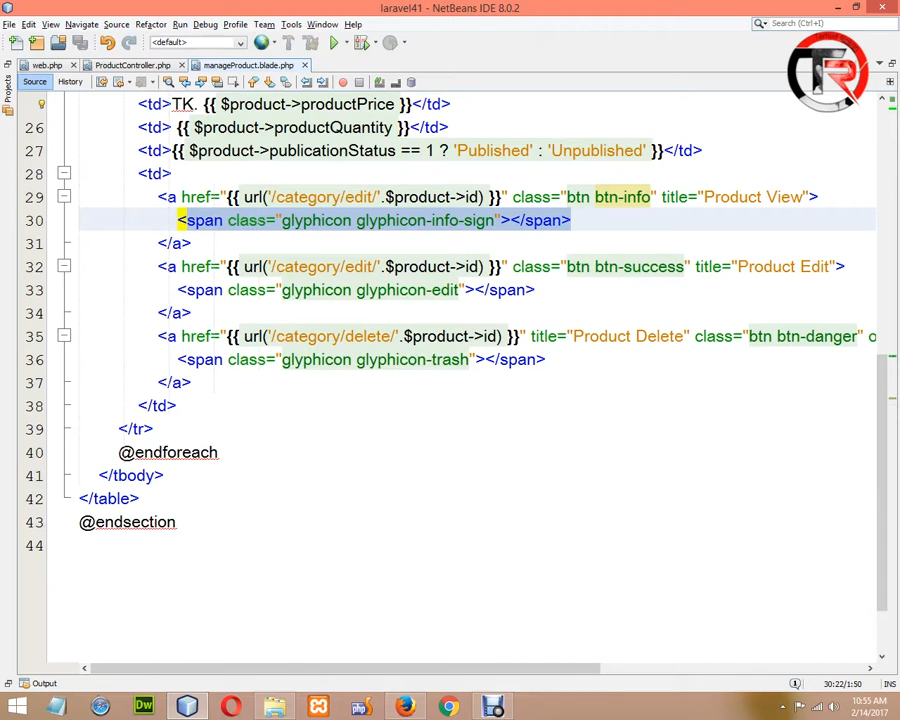 laravel41 - NetBeans IDE 8.0.2
File Edit View Navigate Source Refactor Run Debug Profile Team Tools Window Help
<default>
Search (Ctrl+I)
web.php ProductController.php manageProduct.blade.php
Source History
Projects
TR
<td>TK. {{ $product->productPrice }}</td>
26 <td> {{ $product->productQuantity }}</td>
27 <td>{{ $product->publicationStatus == 1 ? 'Published' : 'Unpublished' }}</td>
28 <td>
29 <a href="{{ url('/category/edit/'.$product->id) }}" class="btn btn-info" title="Product View">
30 <span class="glyphicon glyphicon-info-sign"></span>
31 </a>
32 <a href="{{ url('/category/edit/'.$product->id) }}" class="btn btn-success" title="Product Edit">
33 <span class="glyphicon glyphicon-edit"></span>
34 </a>
35 <a href="{{ url('/category/delete/'.$product->id) }}" title="Product Delete" class="btn btn-danger" o
36 <span class="glyphicon glyphicon-trash"></span>
37 </a>
38 </td>
39 </tr>
40 @endforeach
41 </tbody>
42 </table>
43 @endsection
44
Output
30:22/1:50 INS
Dw
php
10:55 AM
2/14/2017